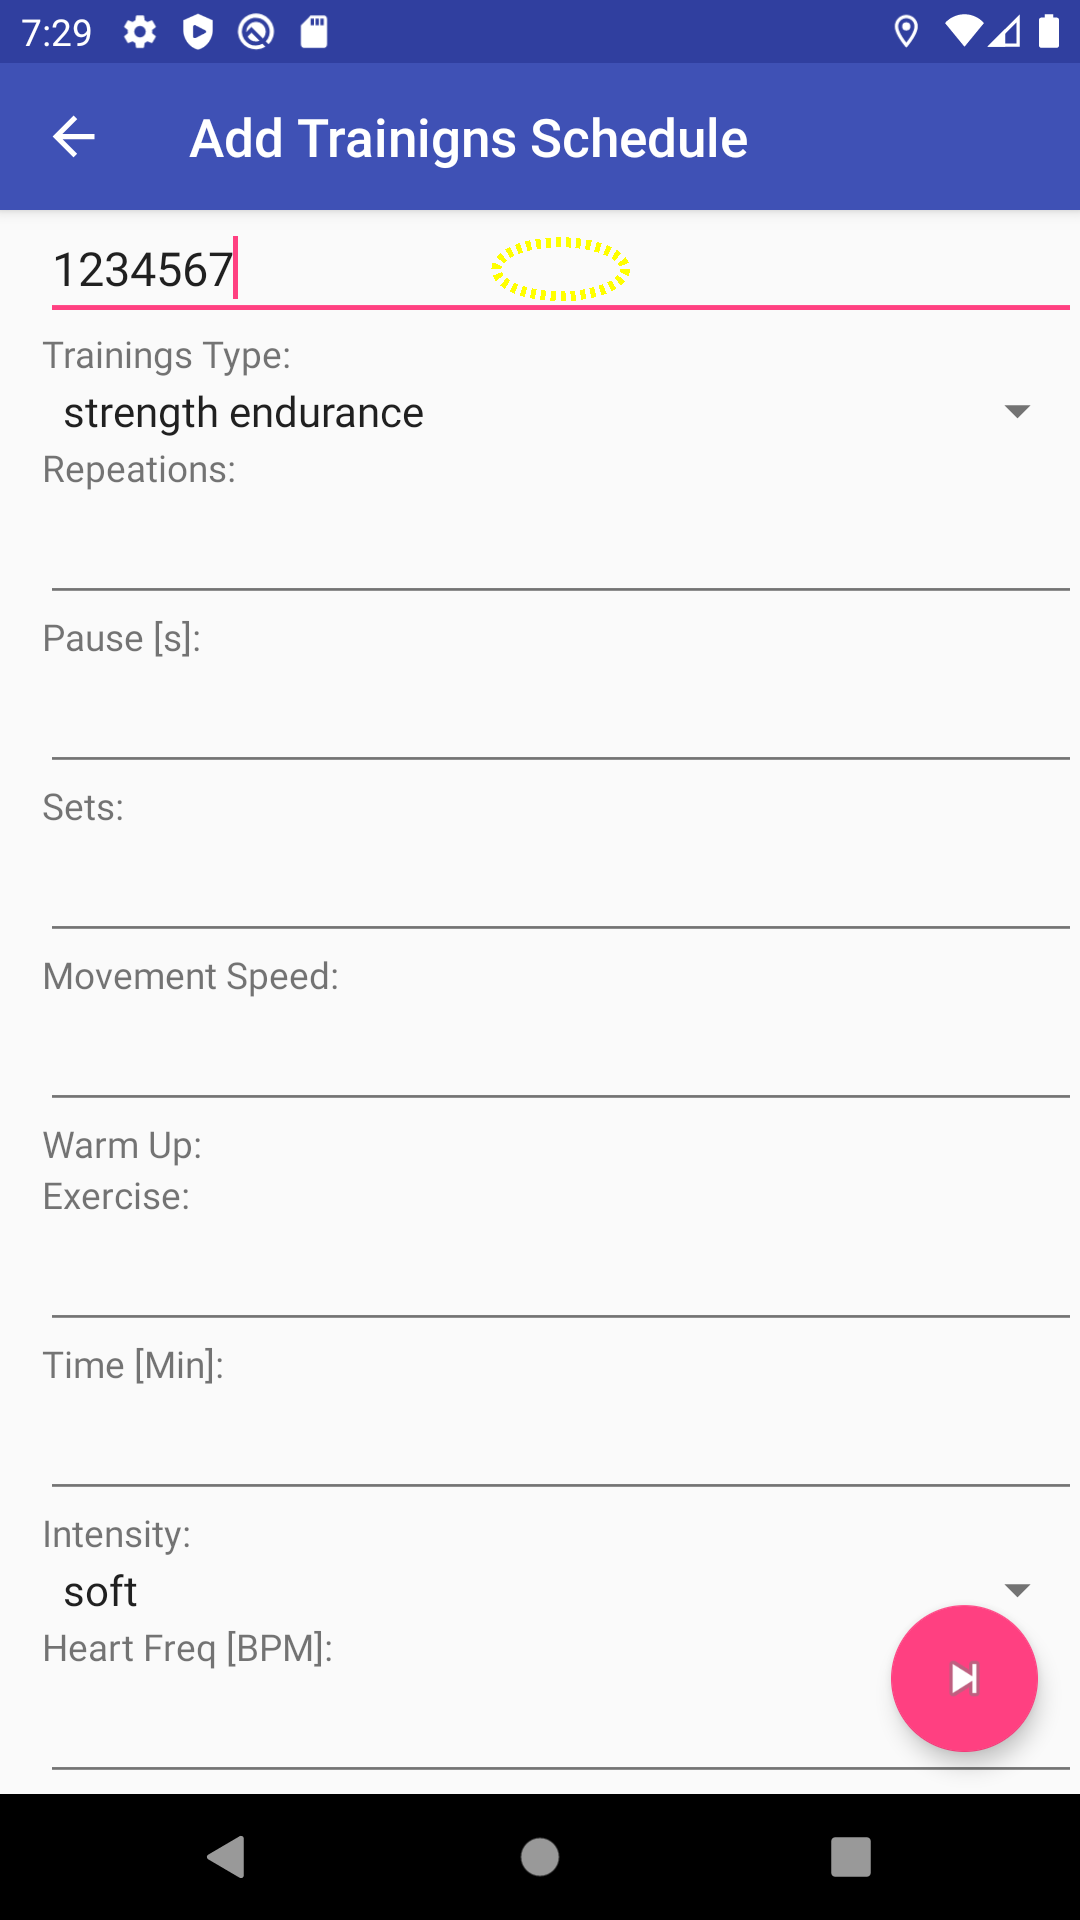 7:29
Add Trainigns Schedule
1234567
Trainings Type:
strength endurance
Repeations:
Pause [s]:
Sets:
Movement Speed:
Warm Up:
Exercise:
Time [Min]:
Intensity:
soft
Heart Freq [BPM]: